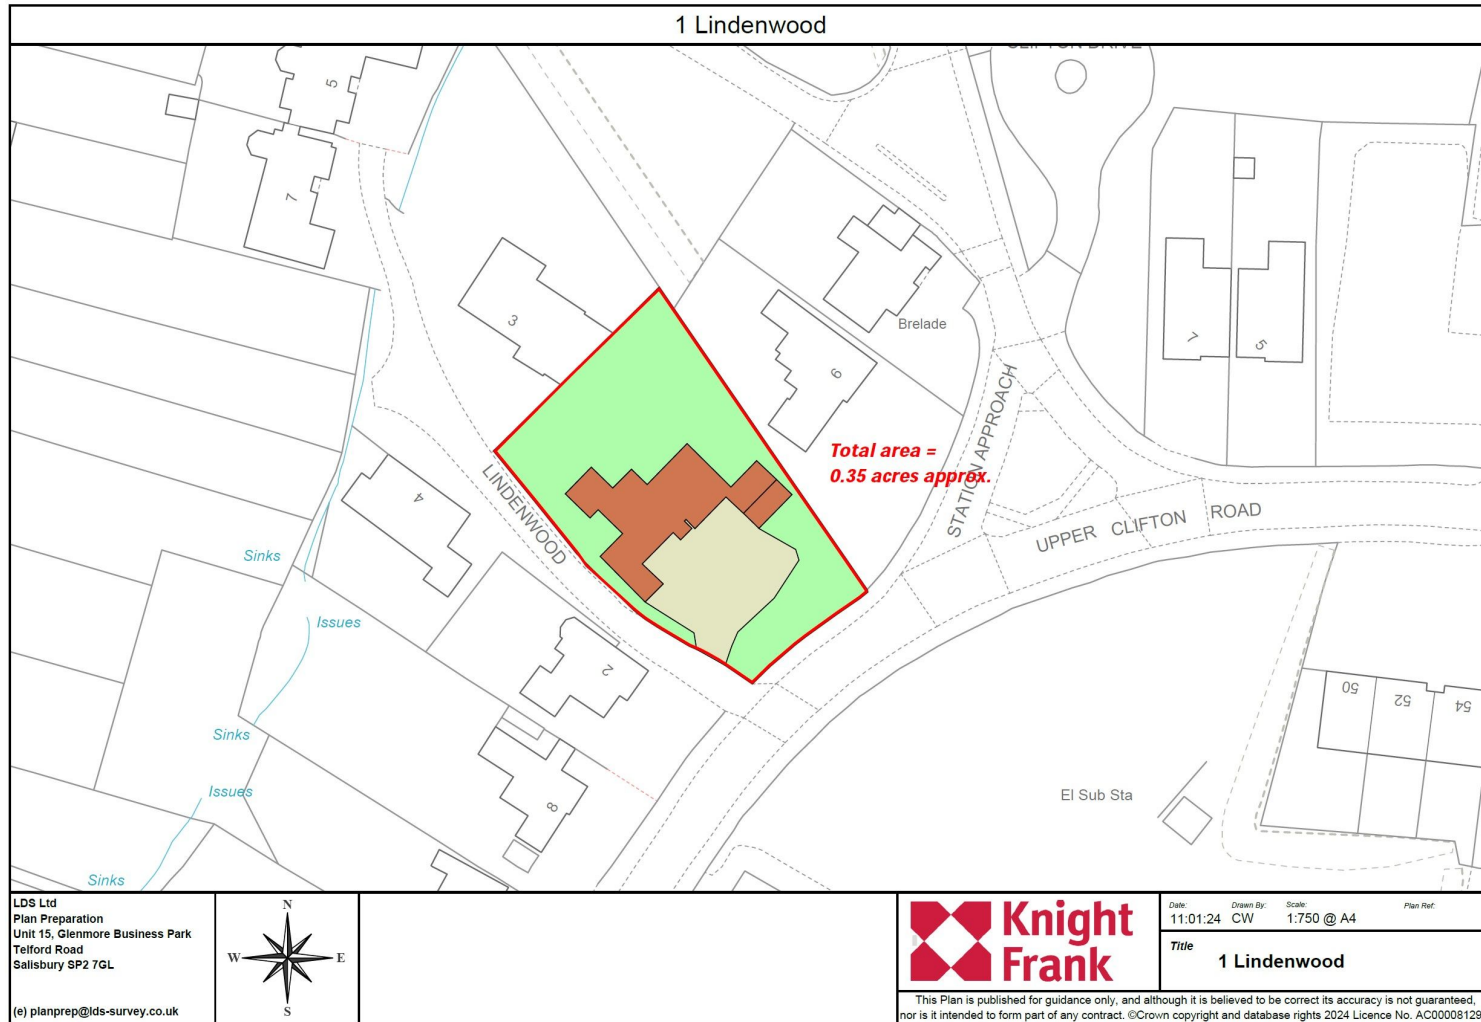 1 Lindenwood
CLIFTON DRIVE
5
7
3
Brelade
6
7
5
Total area =
0.35 acres approx.
STATION APPROACH
LINDENWOOD
4
UPPER CLIFTON ROAD
Sinks
Issues
2
50
52
54
Sinks
Issues
8
El Sub Sta
Sinks
LDS Ltd
Plan Preparation
Unit 15, Glenmore Business Park
Telford Road
Salisbury SP2 7GL
(e) planprep@lds-survey.co.uk
N
W
E
S
Knight
Frank
Date:
11:01:24
Drawn By:
CW
Scale:
1:750 @ A4
Plan Ref:
Title
1 Lindenwood
This Plan is published for guidance only, and although it is believed to be correct its accuracy is not guaranteed,
nor is it intended to form part of any contract. ©Crown copyright and database rights 2024 Licence No.